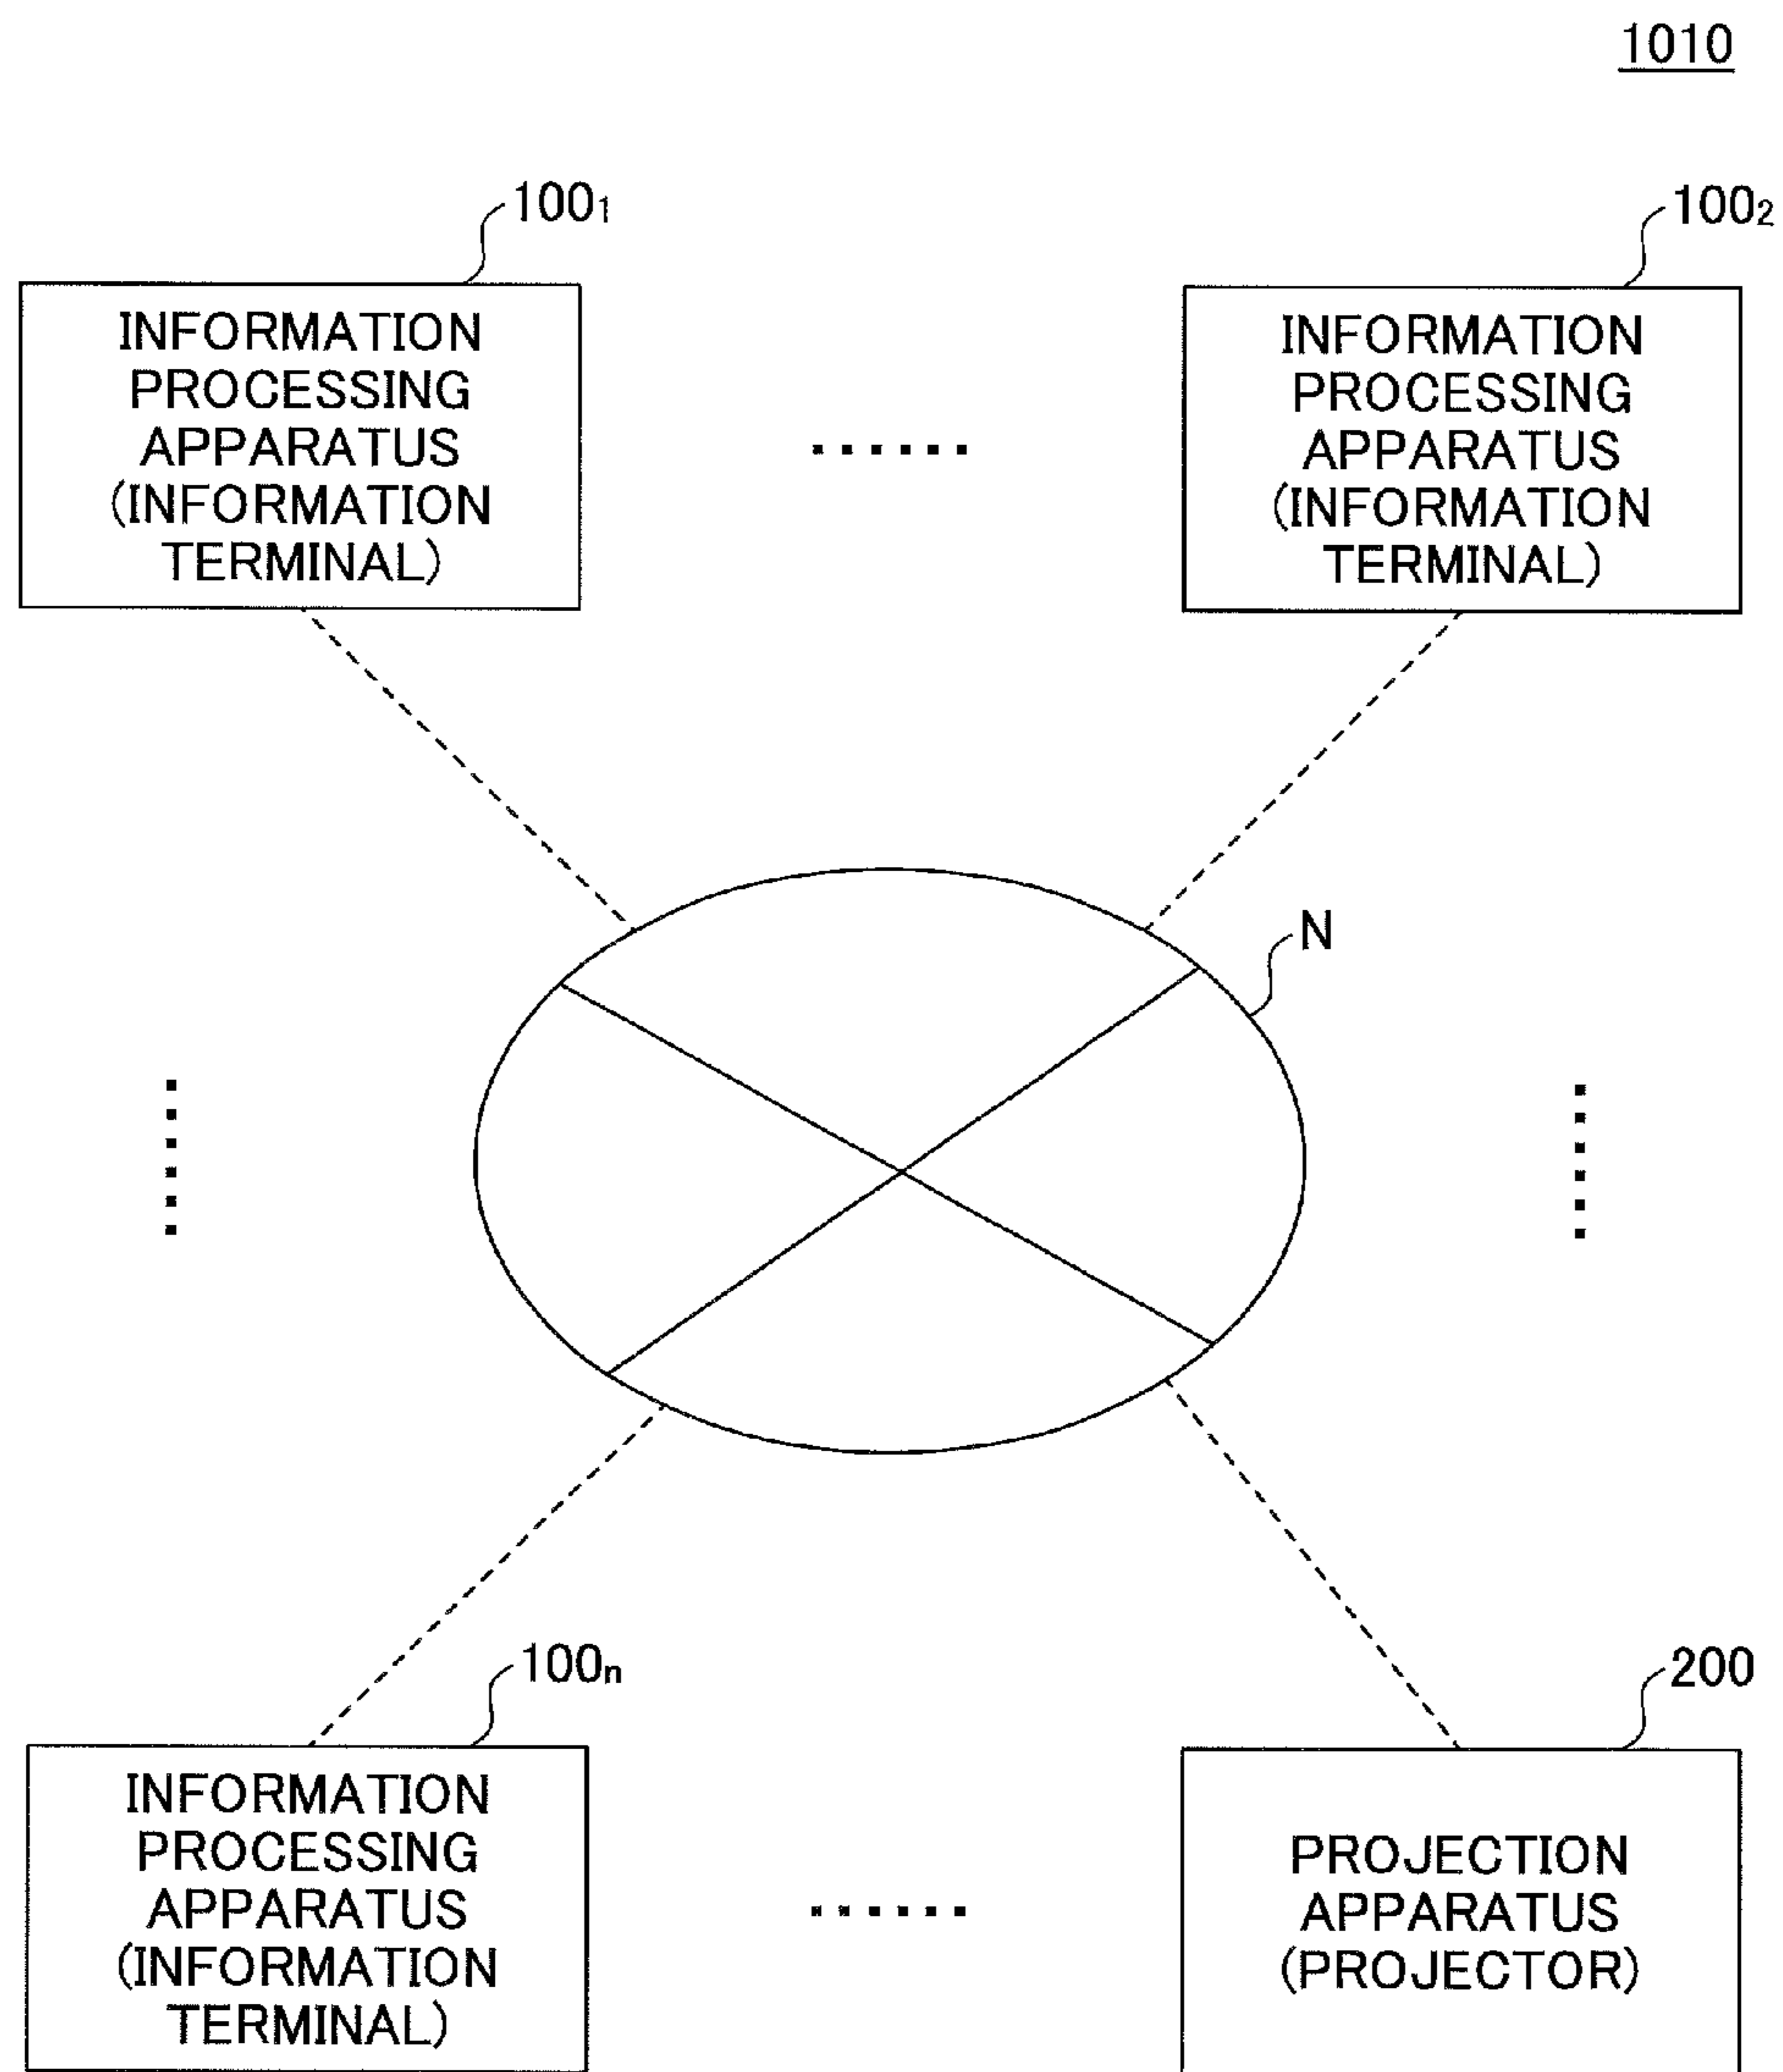 1010
100₁
100₂
INFORMATION
PROCESSING
APPARATUS
(INFORMATION
TERMINAL)
INFORMATION
PROCESSING
APPARATUS
(INFORMATION
TERMINAL)
N
100ₙ
200
INFORMATION
PROCESSING
APPARATUS
(INFORMATION
TERMINAL)
PROJECTION
APPARATUS
(PROJECTOR)